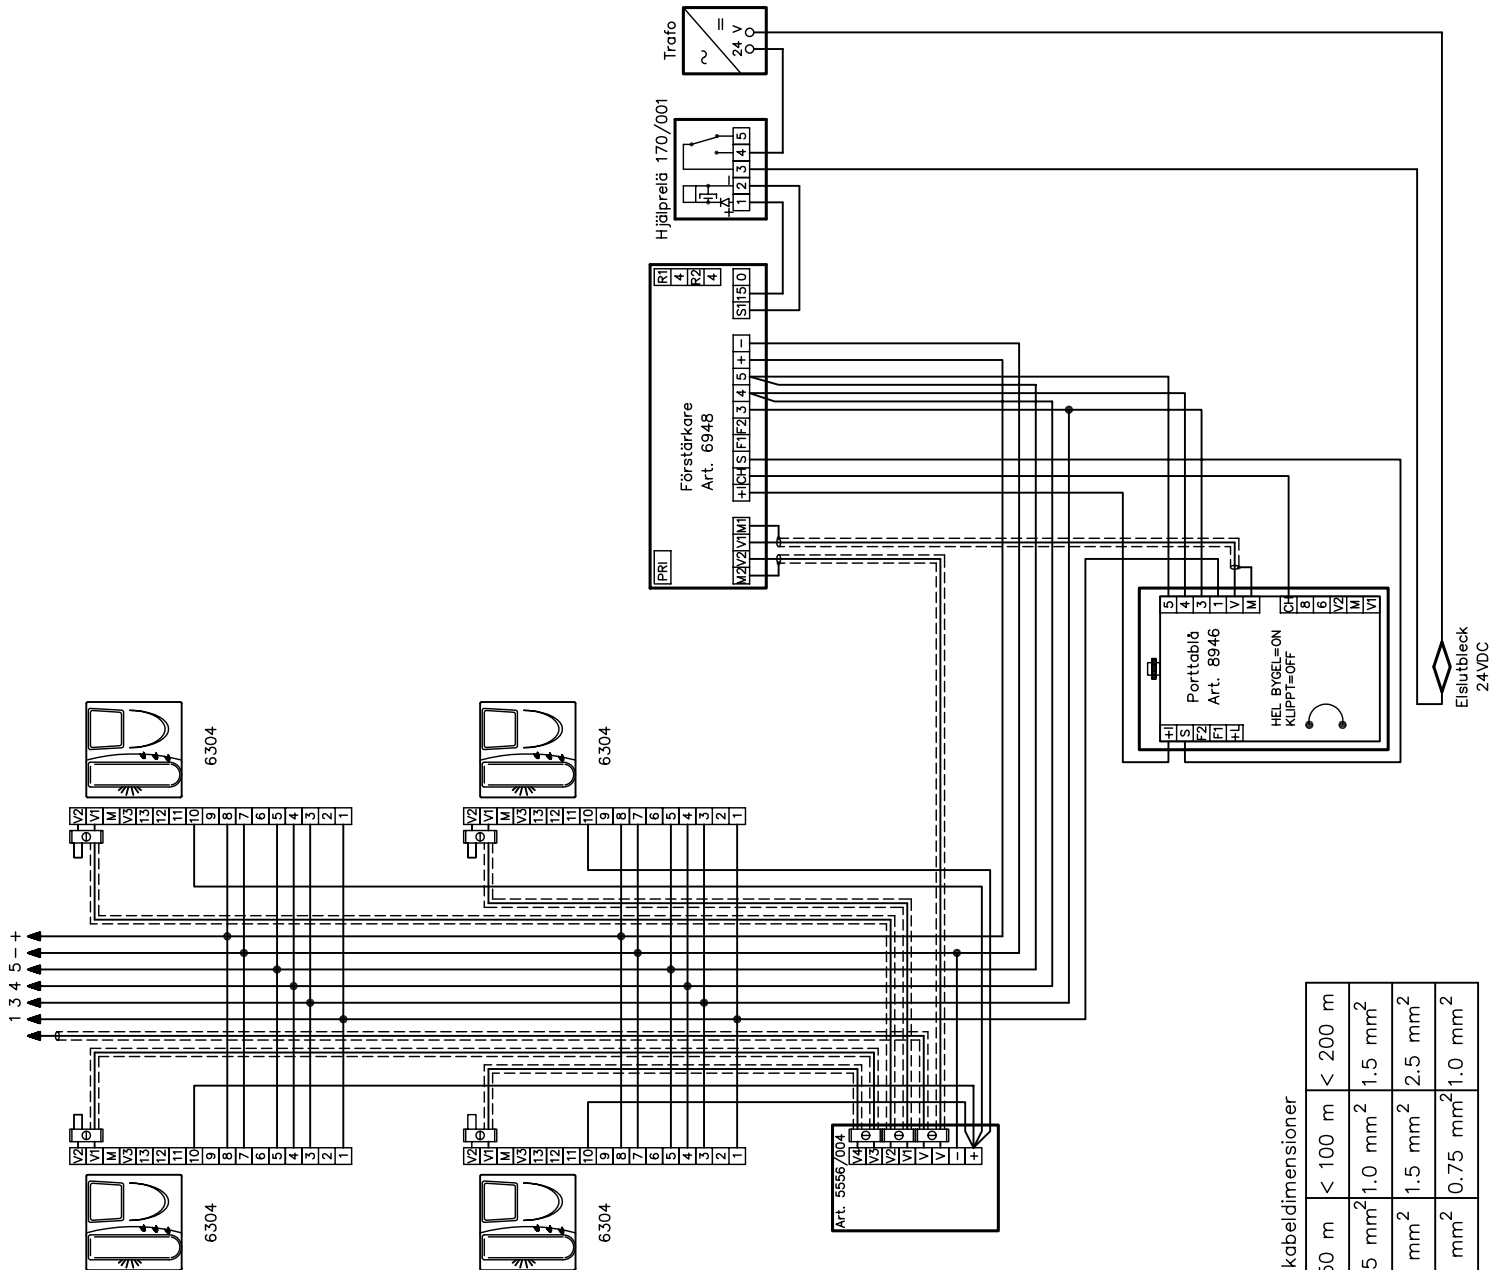 Trafo
~ =
24 V
Hjälprelä 170/001
1 2 3 4 5
+ -
PRI
Förstärkare
Art. 6948
R1 4 R2 4
M2 V2 V1 M1
+I CH S F1 F2 3 4 5 + -
S1 15 0
6304
V2 V1 M V3 13 12 11 10 9 8 7 6 5 4 3 2 1
6304
V2 V1 M V3 13 12 11 10 9 8 7 6 5 4 3 2 1
1 3 4 5 - +
V2 V1 M V3 13 12 11 10 9 8 7 6 5 4 3 2 1
6304
V2 V1 M V3 13 12 11 10 9 8 7 6 5 4 3 2 1
6304
Art. 5556/004
V4 V3 V2 V1 V V - +
Porttablå
Art. 8946
HEL BYGEL=ON
KLIPPT=OFF
5 4 3 1 V M
CH 8 6 V2 M V1
+I S F2 F1 +L
Elslutbleck
24VDC
kabeldimensioner
50 m < 100 m < 200 m
5 mm² 1.0 mm² 1.5 mm²
mm² 1.5 mm² 2.5 mm²
mm² 0.75 mm² 1.0 mm²